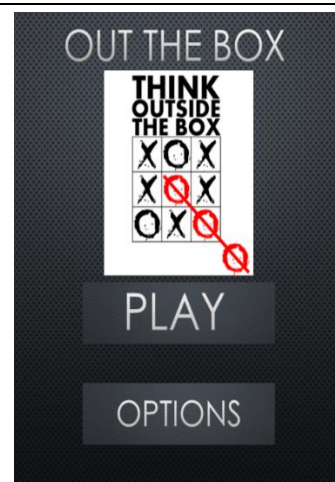 OUT THE BOX
THINK
OUTSIDE
THE BOX
X O X
X O X
O X O
O
PLAY
OPTIONS